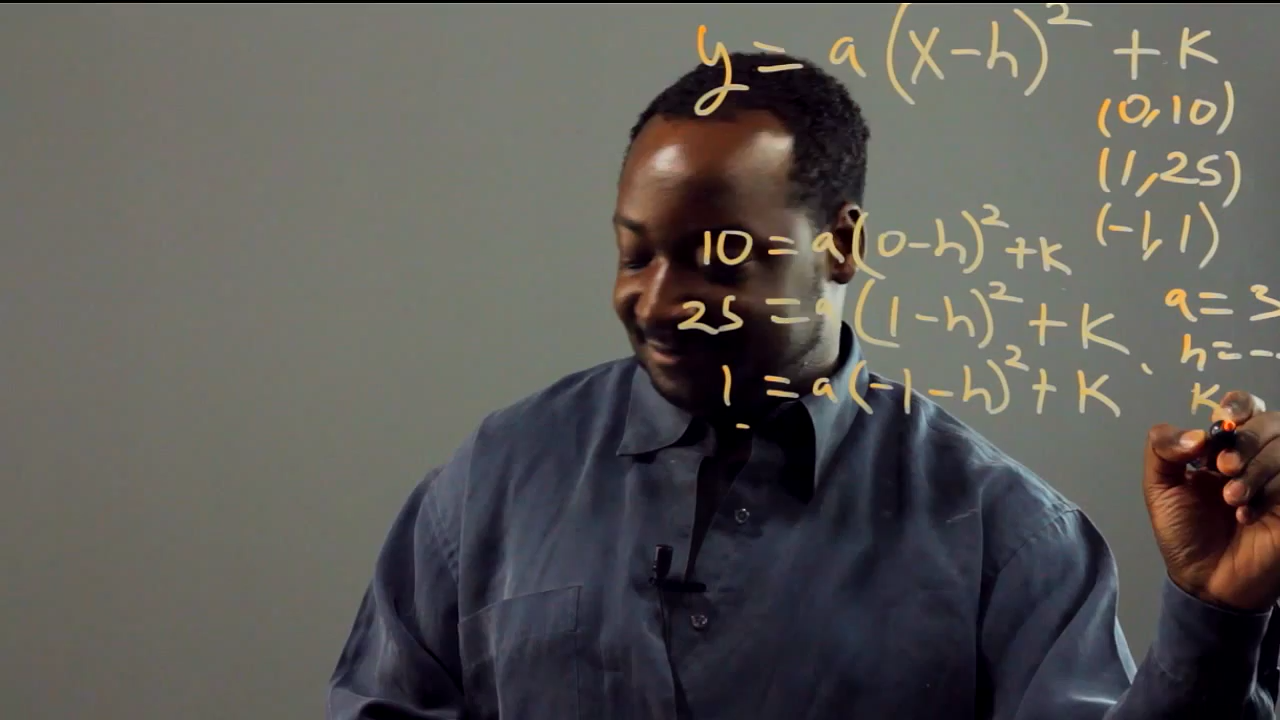 y = a (x-h)² + k
(0,10)
(1,25)
(-1,1)
10 = a(0-h)² + k
25 = a(1-h)² + k
1 = a(-1-h)² + k
a = 3
h = -
k